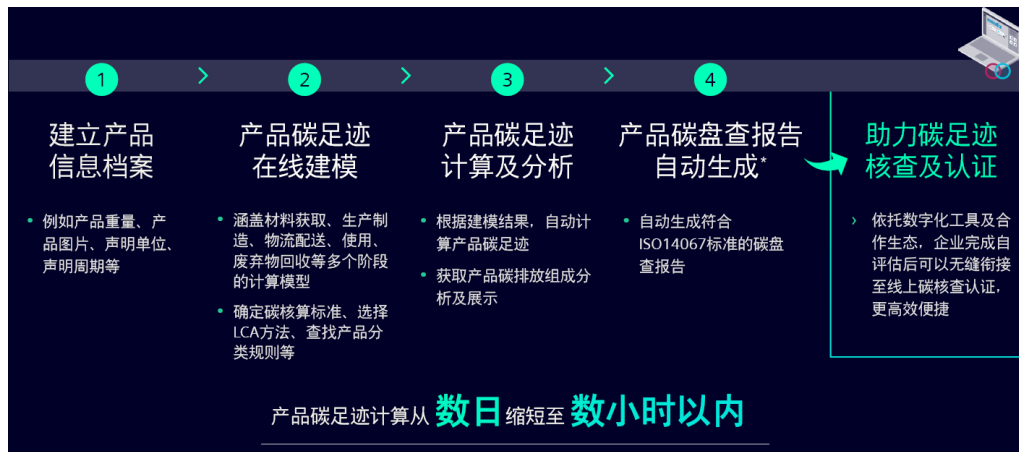 1
2
3
4
建立产品
信息档案
• 例如产品重量、产
品图片、声明单位、
声明周期等
产品碳足迹
在线建模
• 涵盖材料获取、生产制
造、物流配送、使用、
废弃物回收等多个阶段
的计算模型
• 确定碳核算标准、选择
LCA方法、查找产品分
类规则等
产品碳足迹
计算及分析
• 根据建模结果，自动计
算产品碳足迹
• 获取产品碳排放组成分
析及展示
产品碳盘查报告
自动生成*
• 自动生成符合
ISO14067标准的碳盘
查报告
助力碳足迹
核查及认证
› 依托数字化工具及合
作生态，企业完成自
评估后可以无缝衔接
至线上碳核查认证，
更高效便捷
产品碳足迹计算从 数日 缩短至 数小时以内